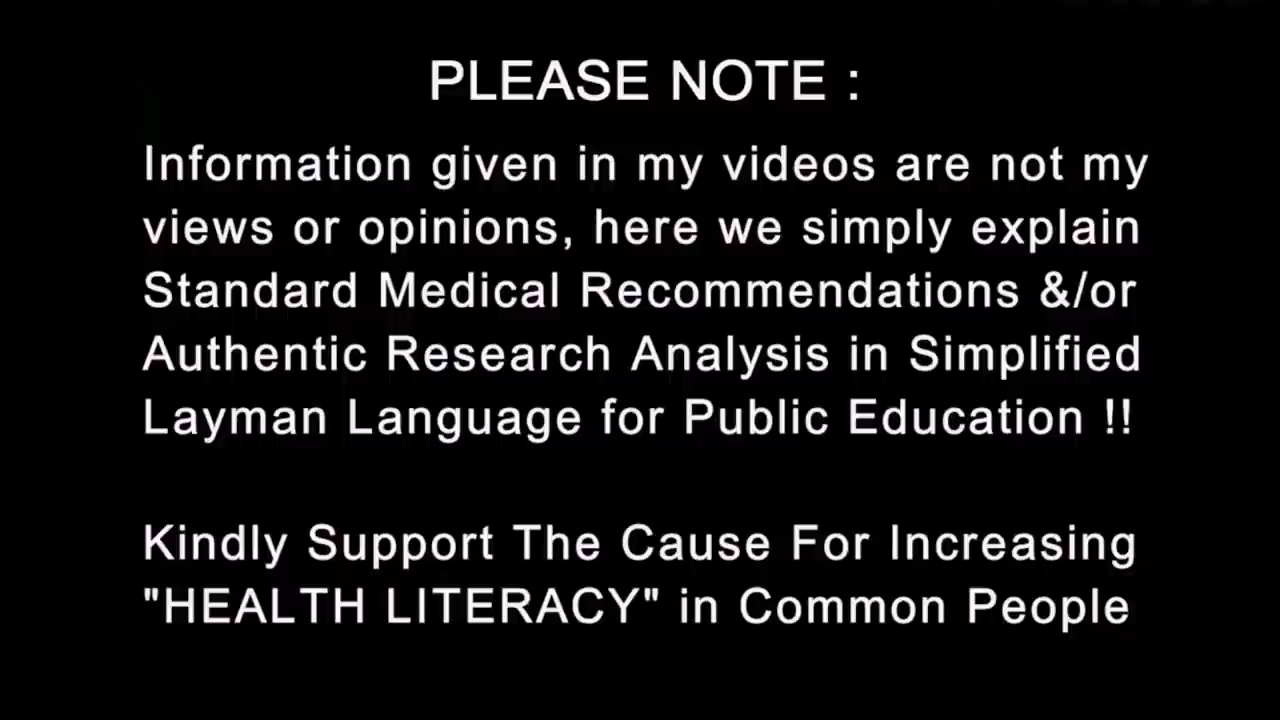 PLEASE NOTE :
Information given in my videos are not my
views or opinions, here we simply explain
Standard Medical Recommendations &/or
Authentic Research Analysis in Simplified
Layman Language for Public Education !!
Kindly Support The Cause For Increasing
"HEALTH LITERACY" in Common People